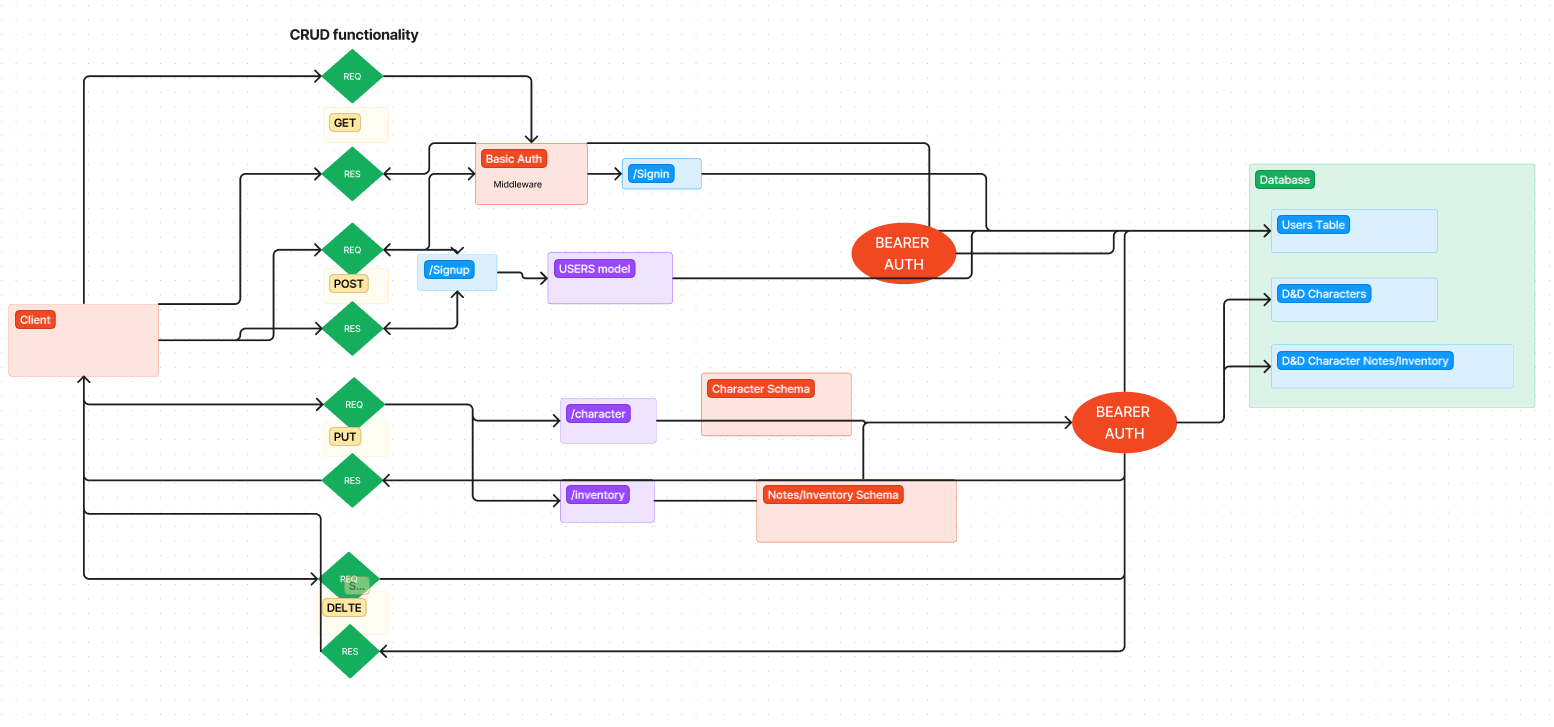 CRUD functionality
REQ
GET
RES
Basic Auth
Middleware
/Signin
Database
Users Table
REQ
POST
RES
/Signup
USERS model
BEARER
AUTH
D&D Characters
D&D Character Notes/Inventory
Client
REQ
PUT
RES
/character
Character Schema
BEARER
AUTH
/inventory
Notes/Inventory Schema
REQ
S...
DELTE
RES